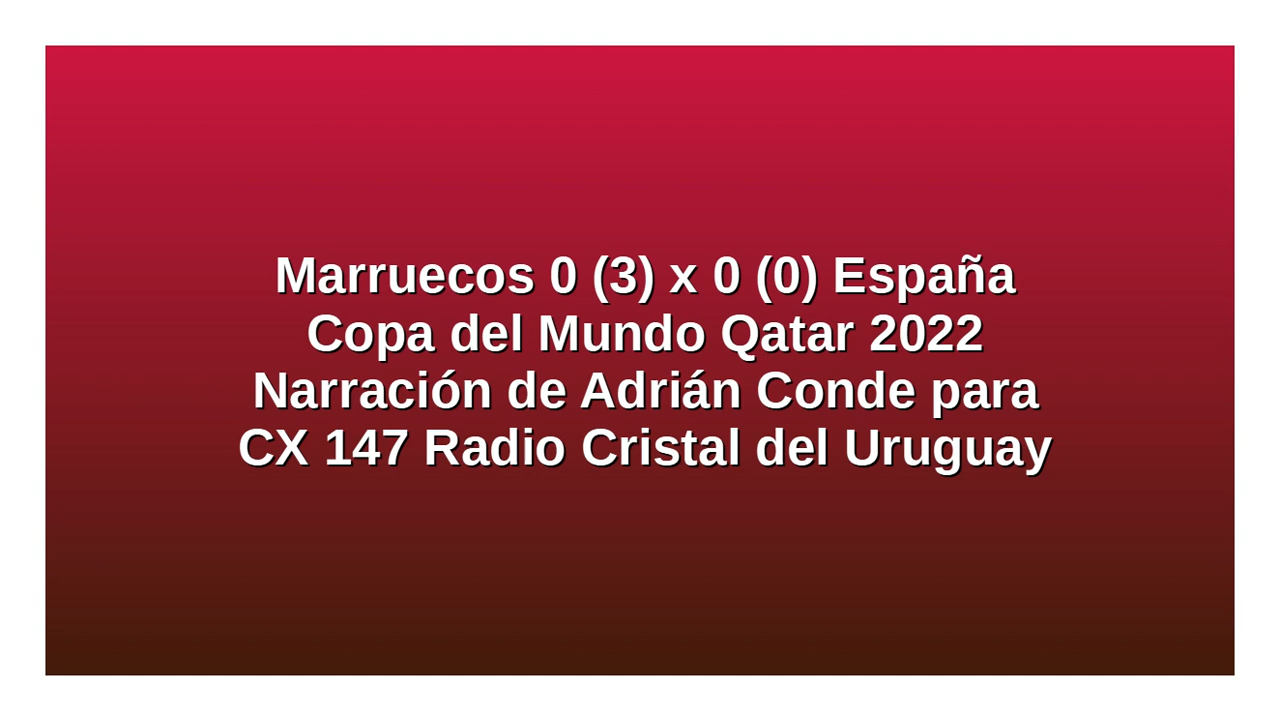 Marruecos 0 (3) x 0 (0) España
Copa del Mundo Qatar 2022
Narración de Adrián Conde para
CX 147 Radio Cristal del Uruguay